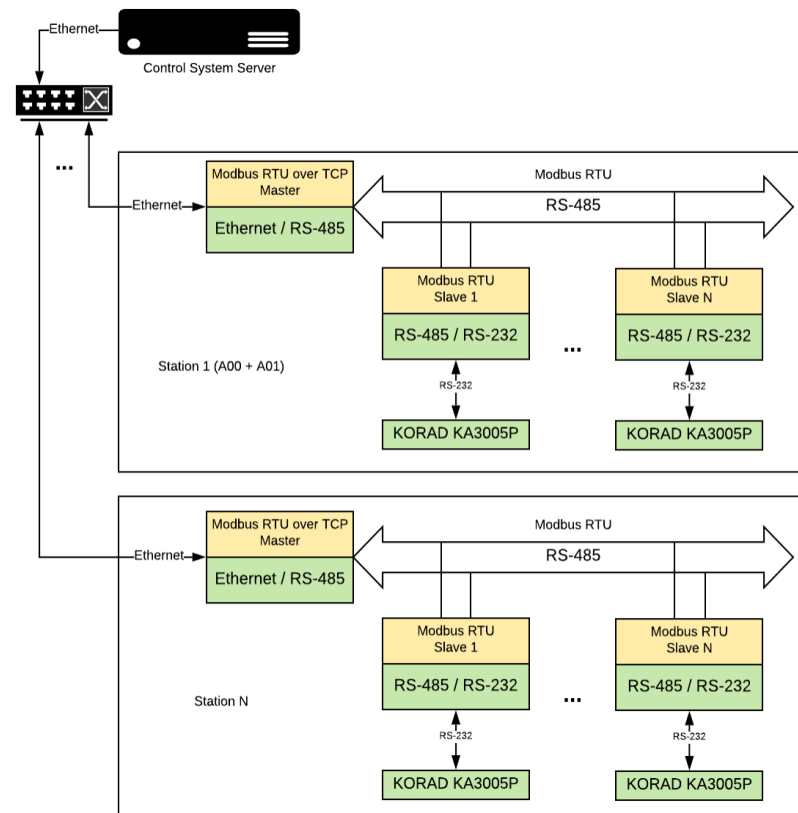 Ethernet
Control System Server
...
Modbus RTU over TCP
Master
Ethernet / RS-485
Ethernet
Modbus RTU
RS-485
Modbus RTU
Slave 1
RS-485 / RS-232
RS-232
KORAD KA3005P
...
Modbus RTU
Slave N
RS-485 / RS-232
RS-232
KORAD KA3005P
Station 1 (A00 + A01)
Modbus RTU over TCP
Master
Ethernet / RS-485
Ethernet
Modbus RTU
RS-485
Modbus RTU
Slave 1
RS-485 / RS-232
RS-232
KORAD KA3005P
...
Modbus RTU
Slave N
RS-485 / RS-232
RS-232
KORAD KA3005P
Station N